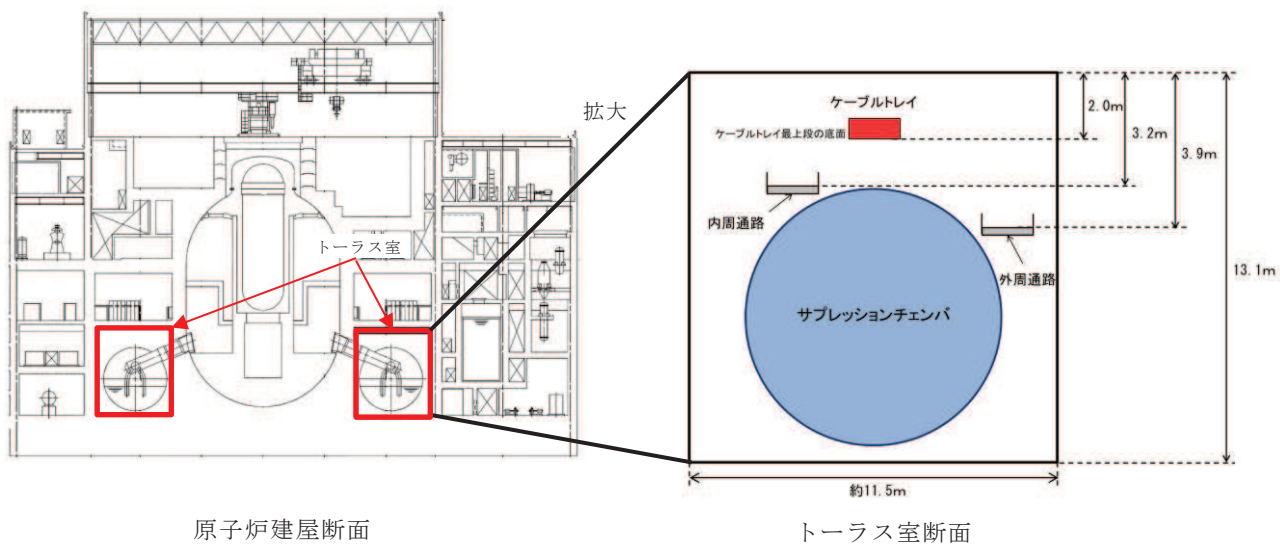 拡大
トーラス室
ケーブルトレイ
ケーブルトレイ最上段の底面
2.0m
3.2m
3.9m
内周通路
外周通路
13.1m
サプレッションチェンバ
約11.5m
原子炉建屋断面
トーラス室断面